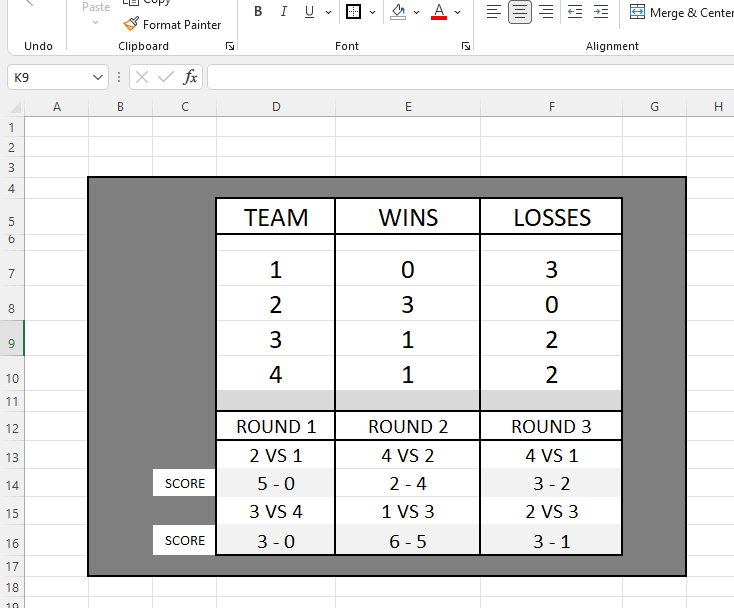 Paste Copy B I U A Merge & Center
Format Painter
Undo Clipboard Font Alignment
K9 fx
A B C D E F G H
1
2
3
4
5 TEAM WINS LOSSES
6
7 1 0 3
8 2 3 0
9 3 1 2
10 4 1 2
11
12 ROUND 1 ROUND 2 ROUND 3
13 2 VS 1 4 VS 2 4 VS 1
14 SCORE 5 - 0 2 - 4 3 - 2
15 3 VS 4 1 VS 3 2 VS 3
16 SCORE 3 - 0 6 - 5 3 - 1
17
18
19